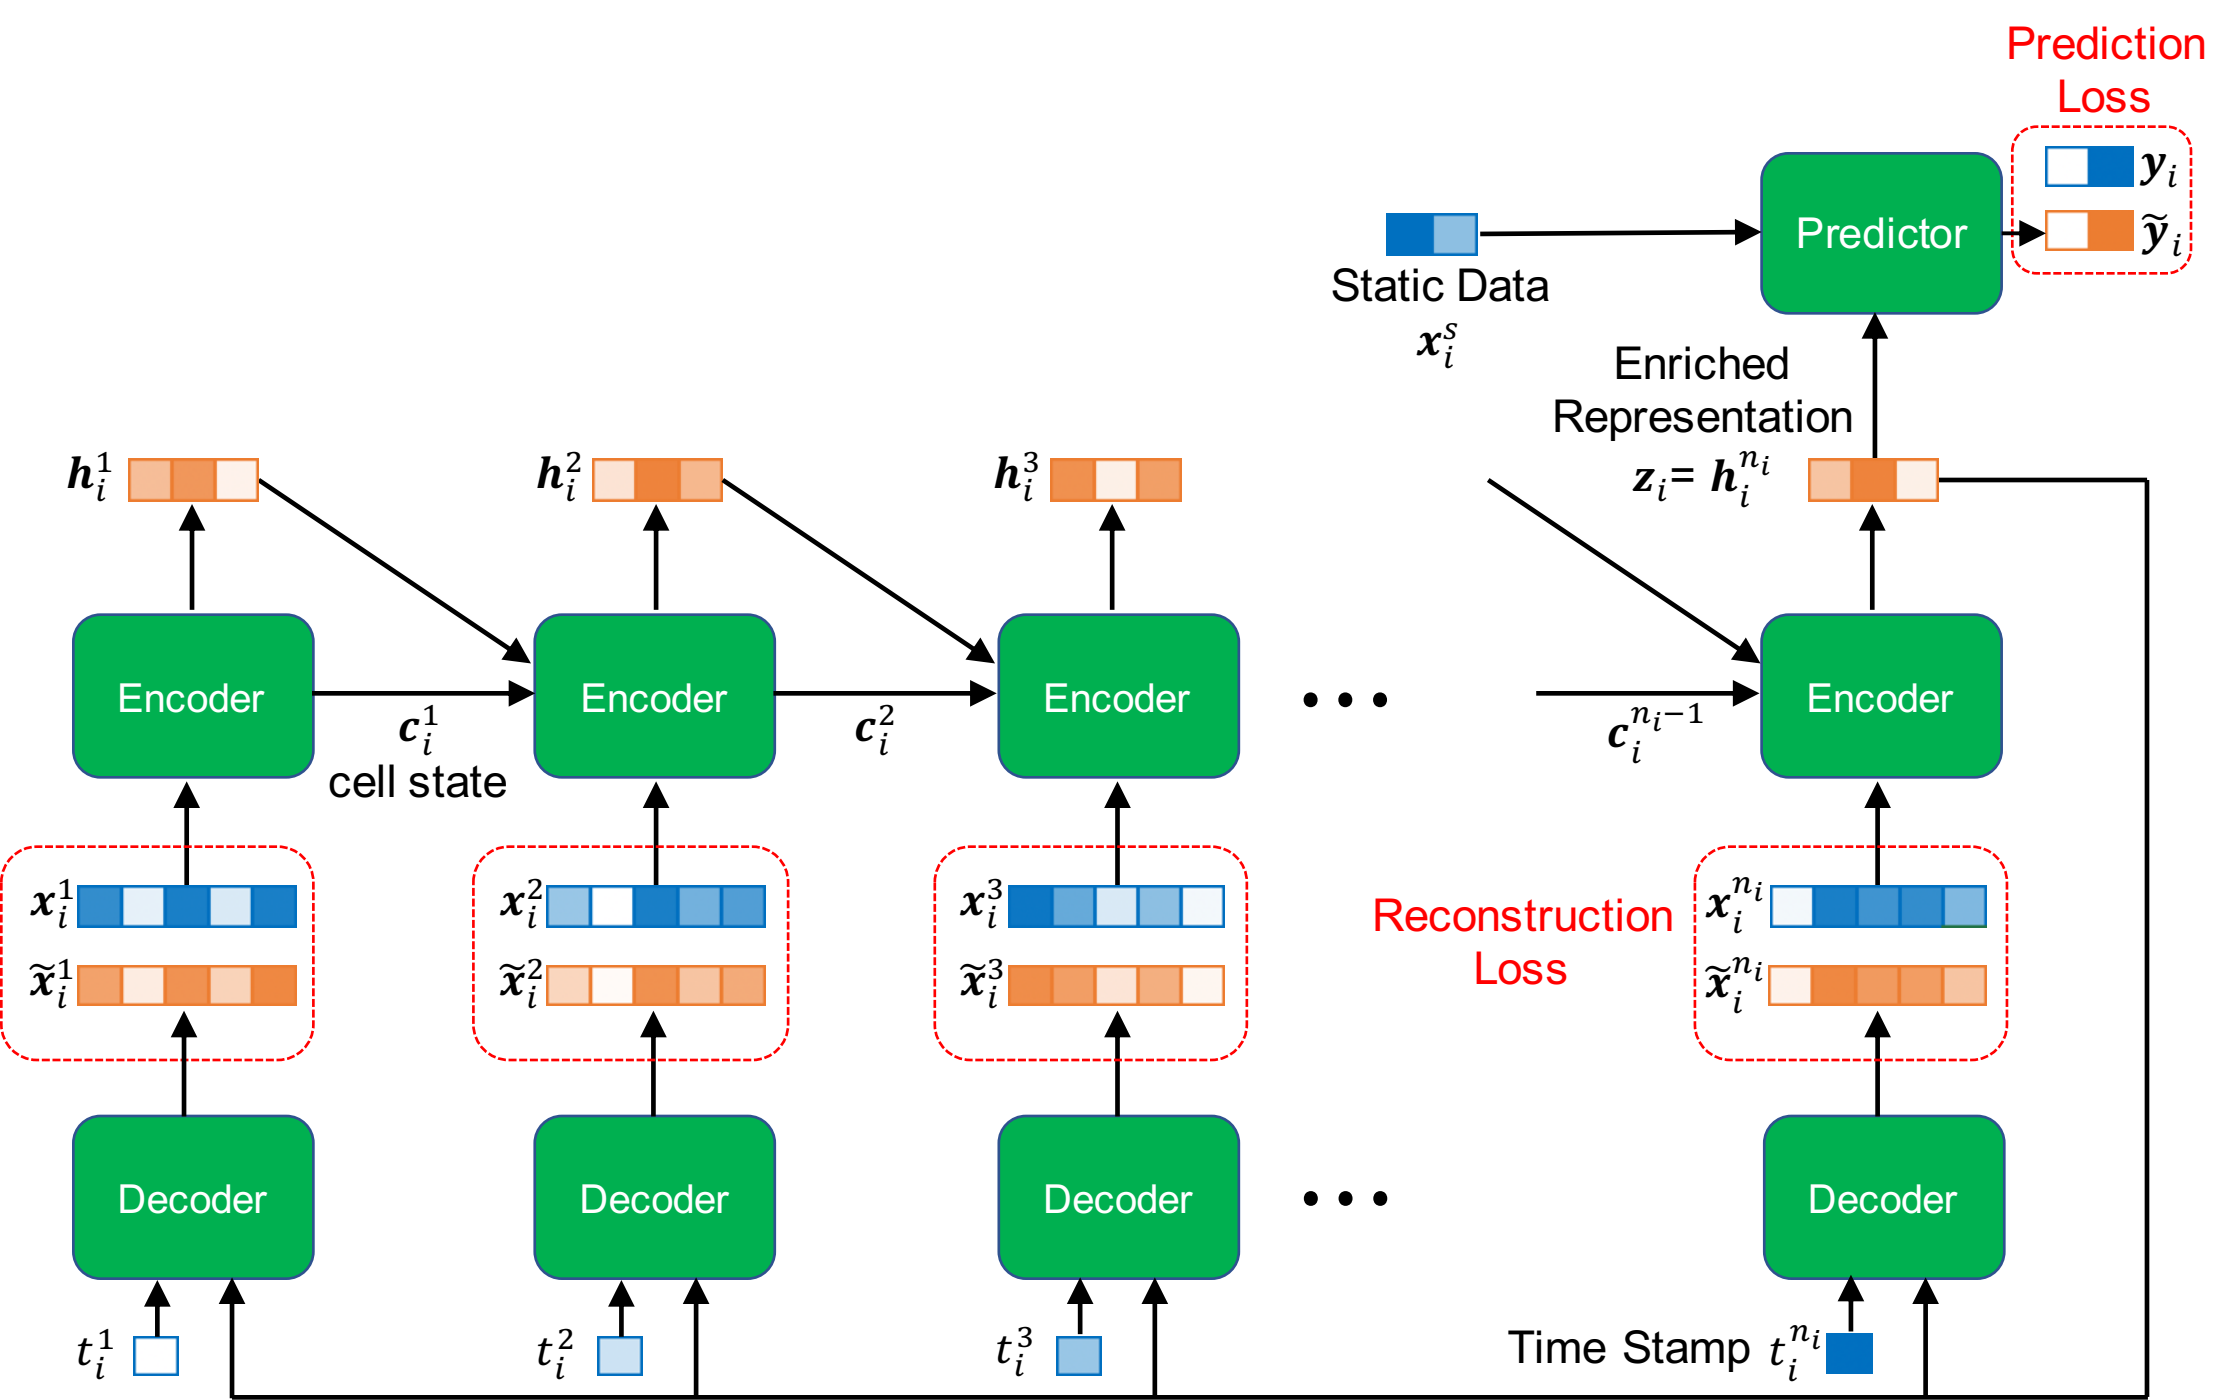 Prediction
Loss
y_i
Predictor
ỹ_i
Static Data
x_i^s
Enriched
Representation
h_i^1
h_i^2
h_i^3
z_i= h_i^{n_i}
Encoder
Encoder
Encoder
• • •
Encoder
c_i^1
c_i^2
c_i^{n_i−1}
cell state
x_i^1
x_i^2
x_i^3
Reconstruction
Loss
x_i^{n_i}
x̃_i^1
x̃_i^2
x̃_i^3
x̃_i^{n_i}
Decoder
Decoder
Decoder
• • •
Decoder
t_i^1
t_i^2
t_i^3
Time Stamp t_i^{n_i}